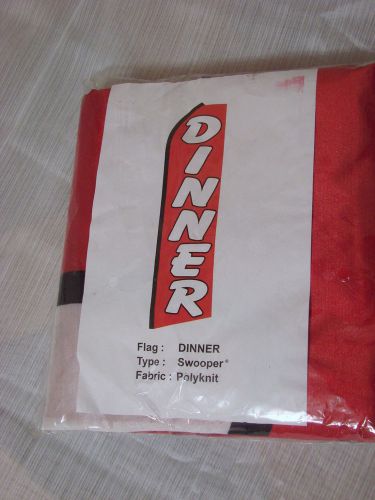 DINNER
Flag : DINNER
Type : Swooper®
Fabric : Polyknit